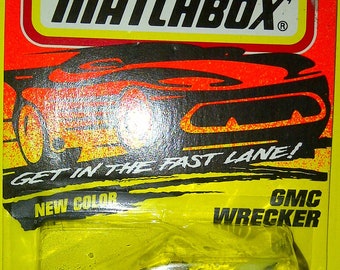 MATCHBOX®
GET IN THE FAST LANE!
NEW COLOR
GMC
WRECKER